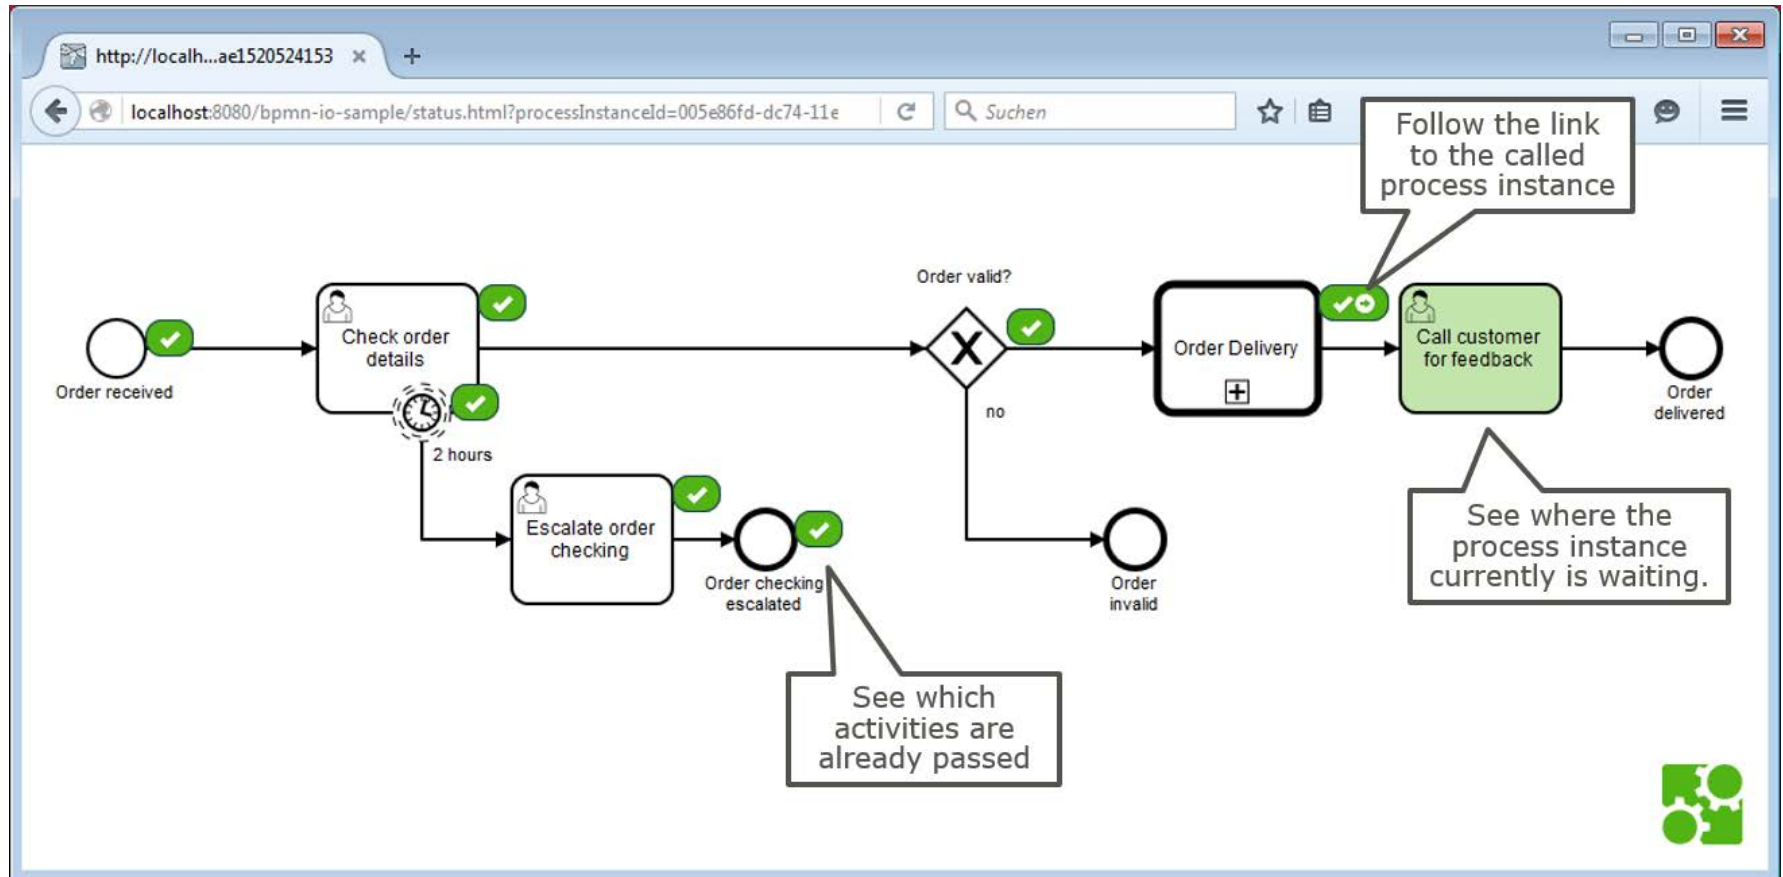 http://localh...ae1520524153
localhost:8080/bpmn-io-sample/status.html?processInstanceId=005e86fd-dc74-11e
Suchen
Follow the link
to the called
process instance
Order valid?
Check order
details
Order received
2 hours
Escalate order
checking
Order checking
escalated
X
no
Order
invalid
Order Delivery
Call customer
for feedback
Order
delivered
See where the
process instance
currently is waiting.
See which
activities are
already passed